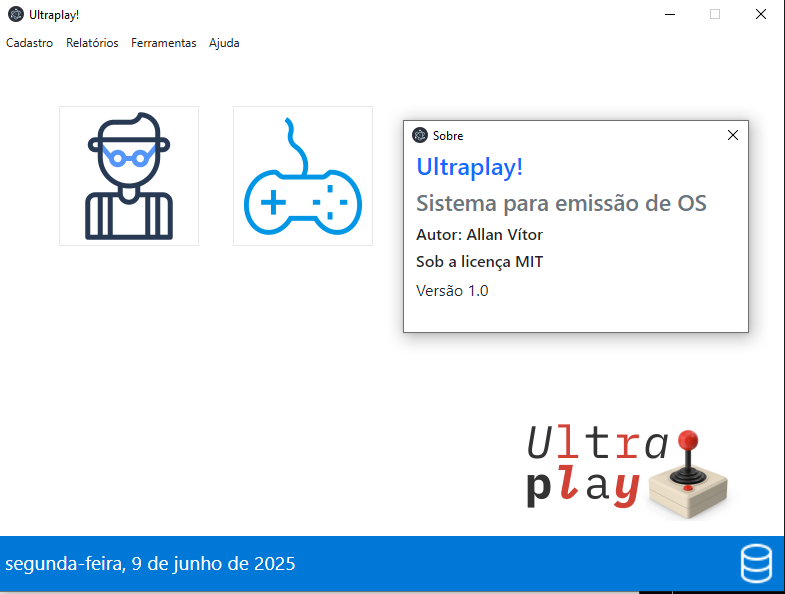 Ultraplay!
Cadastro Relatórios Ferramentas Ajuda
Sobre
Ultraplay!
Sistema para emissão de OS
Autor: Allan Vítor
Sob a licença MIT
Versão 1.0
Ultra
play
segunda-feira, 9 de junho de 2025